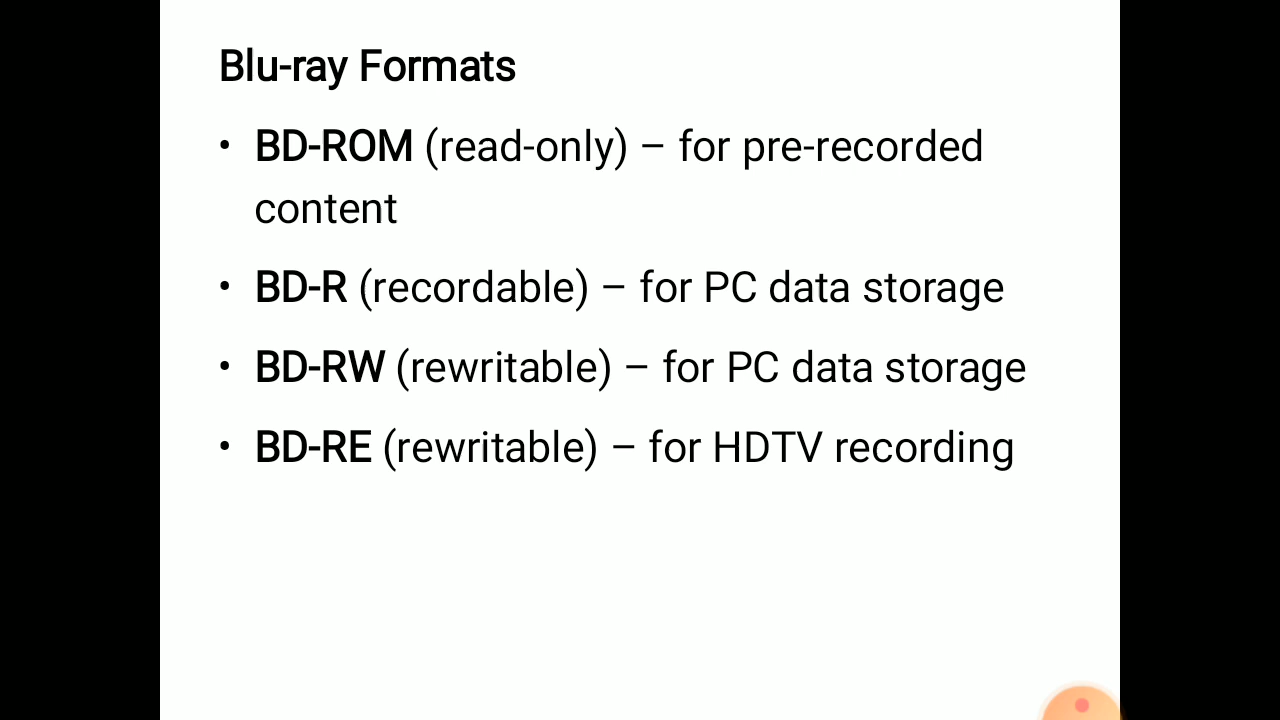 Blu-ray Formats
• BD-ROM (read-only) – for pre-recorded
content
• BD-R (recordable) – for PC data storage
• BD-RW (rewritable) – for PC data storage
• BD-RE (rewritable) – for HDTV recording